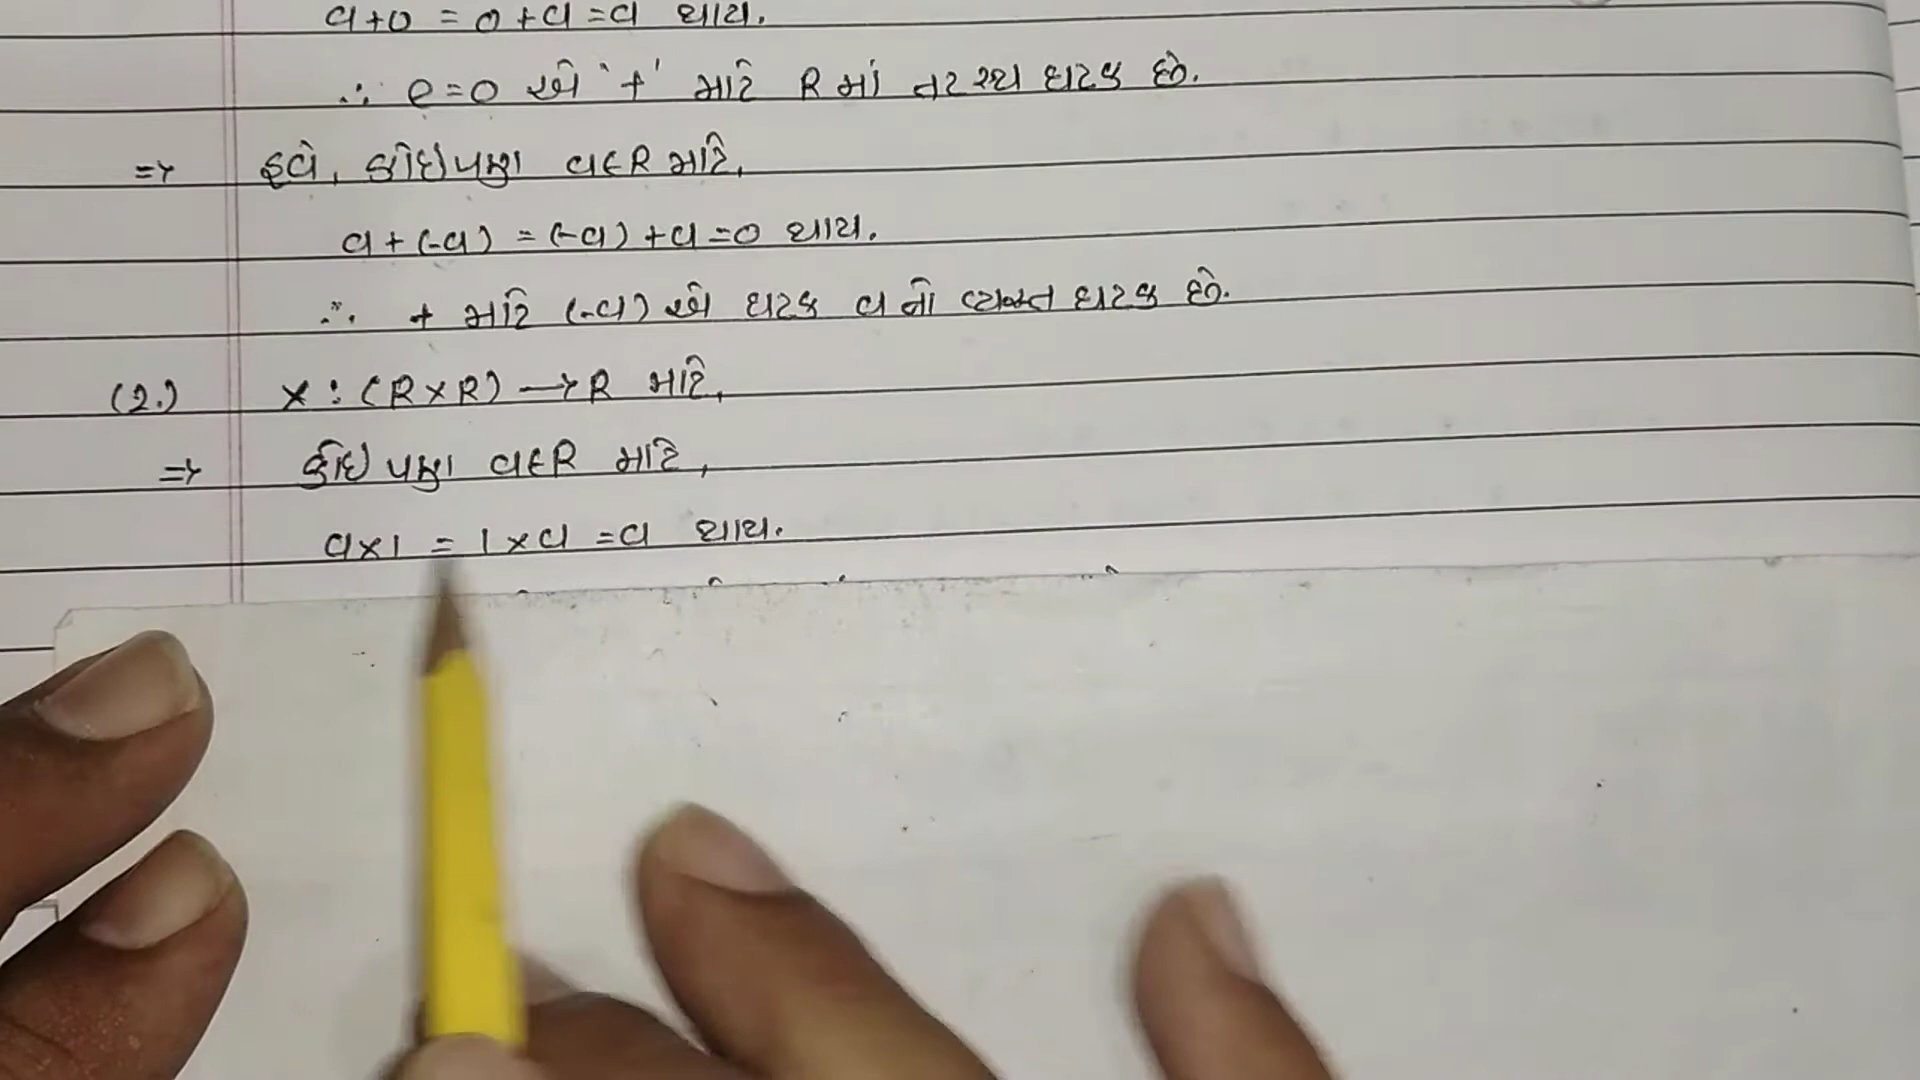 a+0 = 0+a = a થાય.
∴ e=0 એ '+' માટે R માં તટસ્થ ઘટક છે.
=> હવે, કોઈપણ a∈R માટે,
a+(-a) = (-a)+a=0 થાય.
∴ + માટે (-a) એ ઘટક a નો વ્યસ્ત ઘટક છે.
(2.) × : (R×R) → R માટે,
=> કોઈ પણ a∈R માટે,
a×1 = 1×a = a થાય.